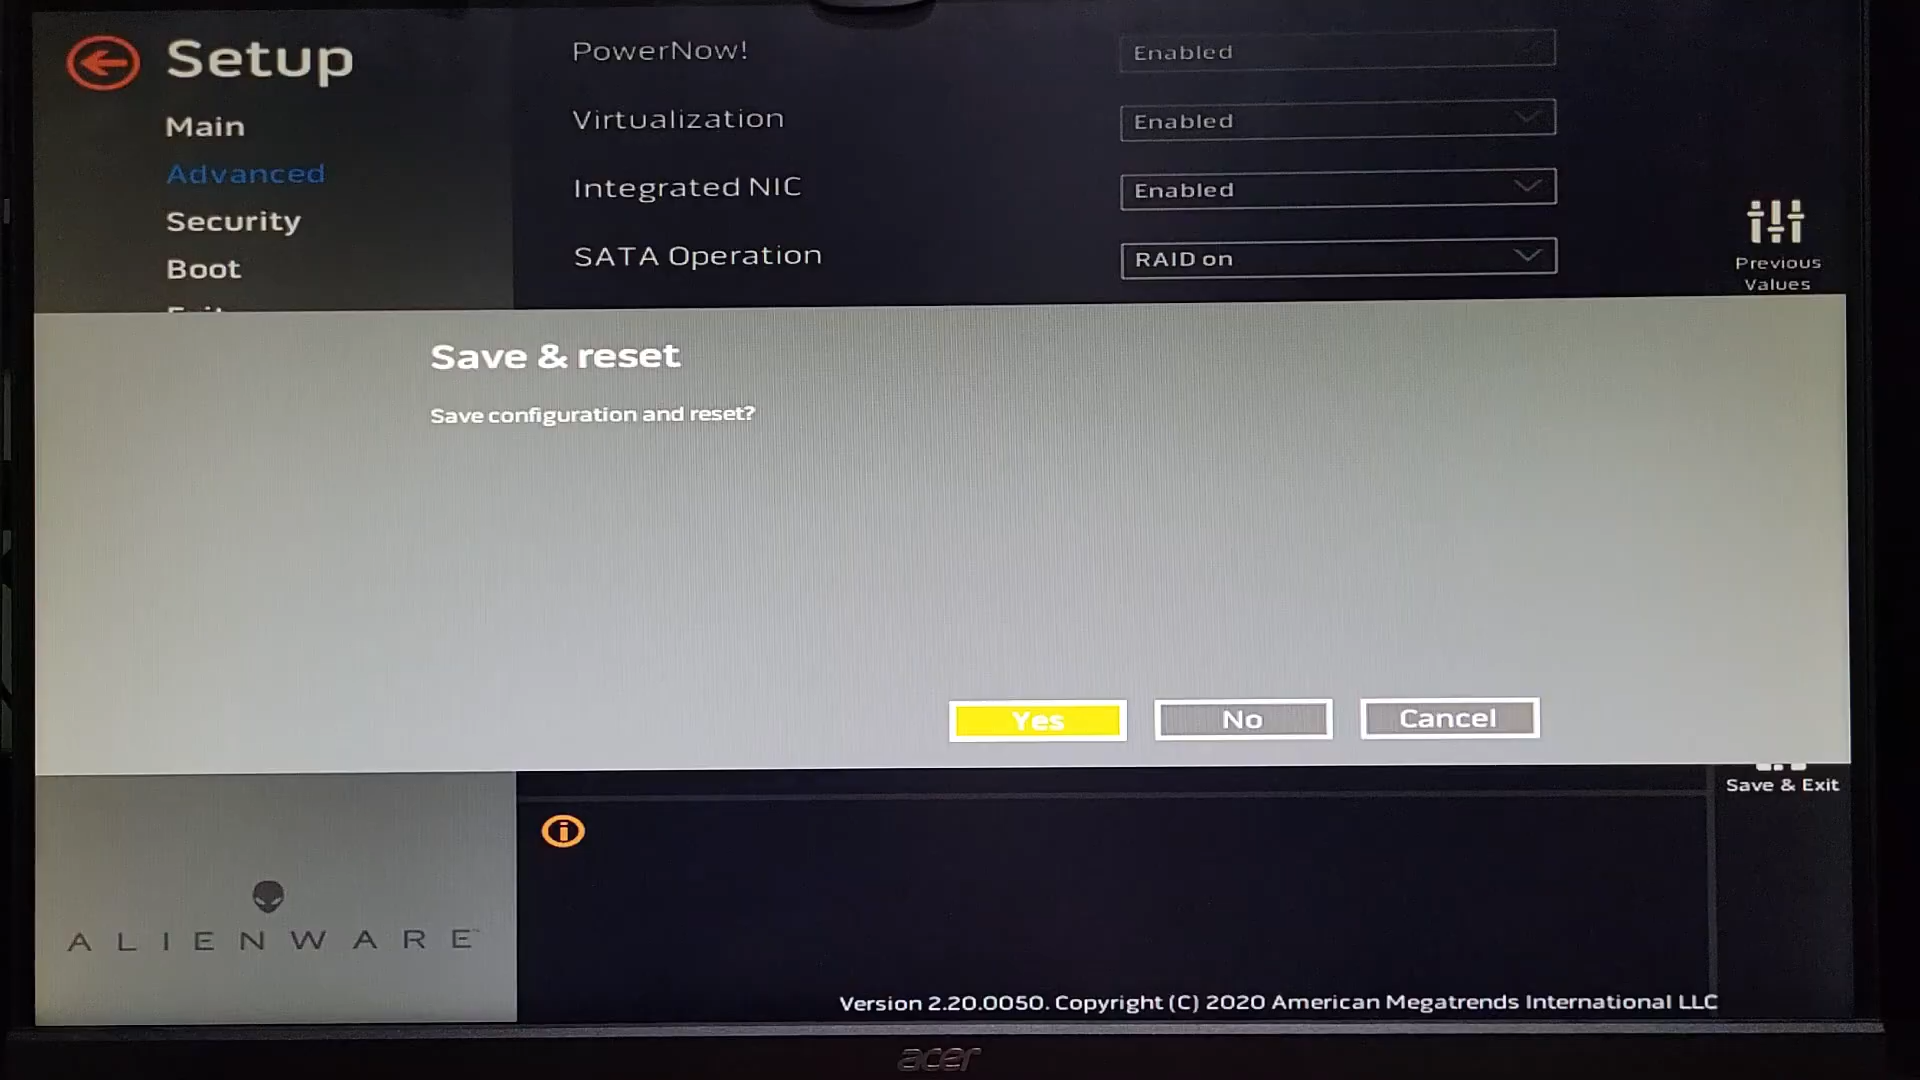 Setup
Main
Advanced
Security
Boot
Exit
PowerNow!
Enabled
Virtualization
Enabled
Integrated NIC
Enabled
SATA Operation
RAID on
Previous
Values
Save & reset
Save configuration and reset?
Yes
No
Cancel
Save & Exit
ALIENWARE™
Version 2.20.0050. Copyright (C) 2020 American Megatrends International LLC
acer